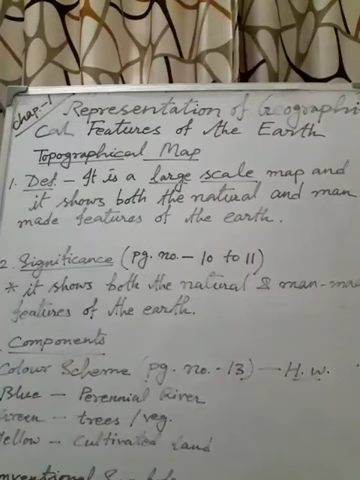 Chap.-1
Representation of Geographi
cal Features of the Earth
Topographical Map
1. Def. - It is a large scale map and
it shows both the natural and man
made features of the earth.
2. Significance (Pg. no. - 10 to 11)
* it shows both the natural & man-ma
features of the earth.
Components
Colour Scheme (Pg. no. - 13) - H.W.
Blue - Perennial River
Green - trees / veg.
Yellow - Cultivated land